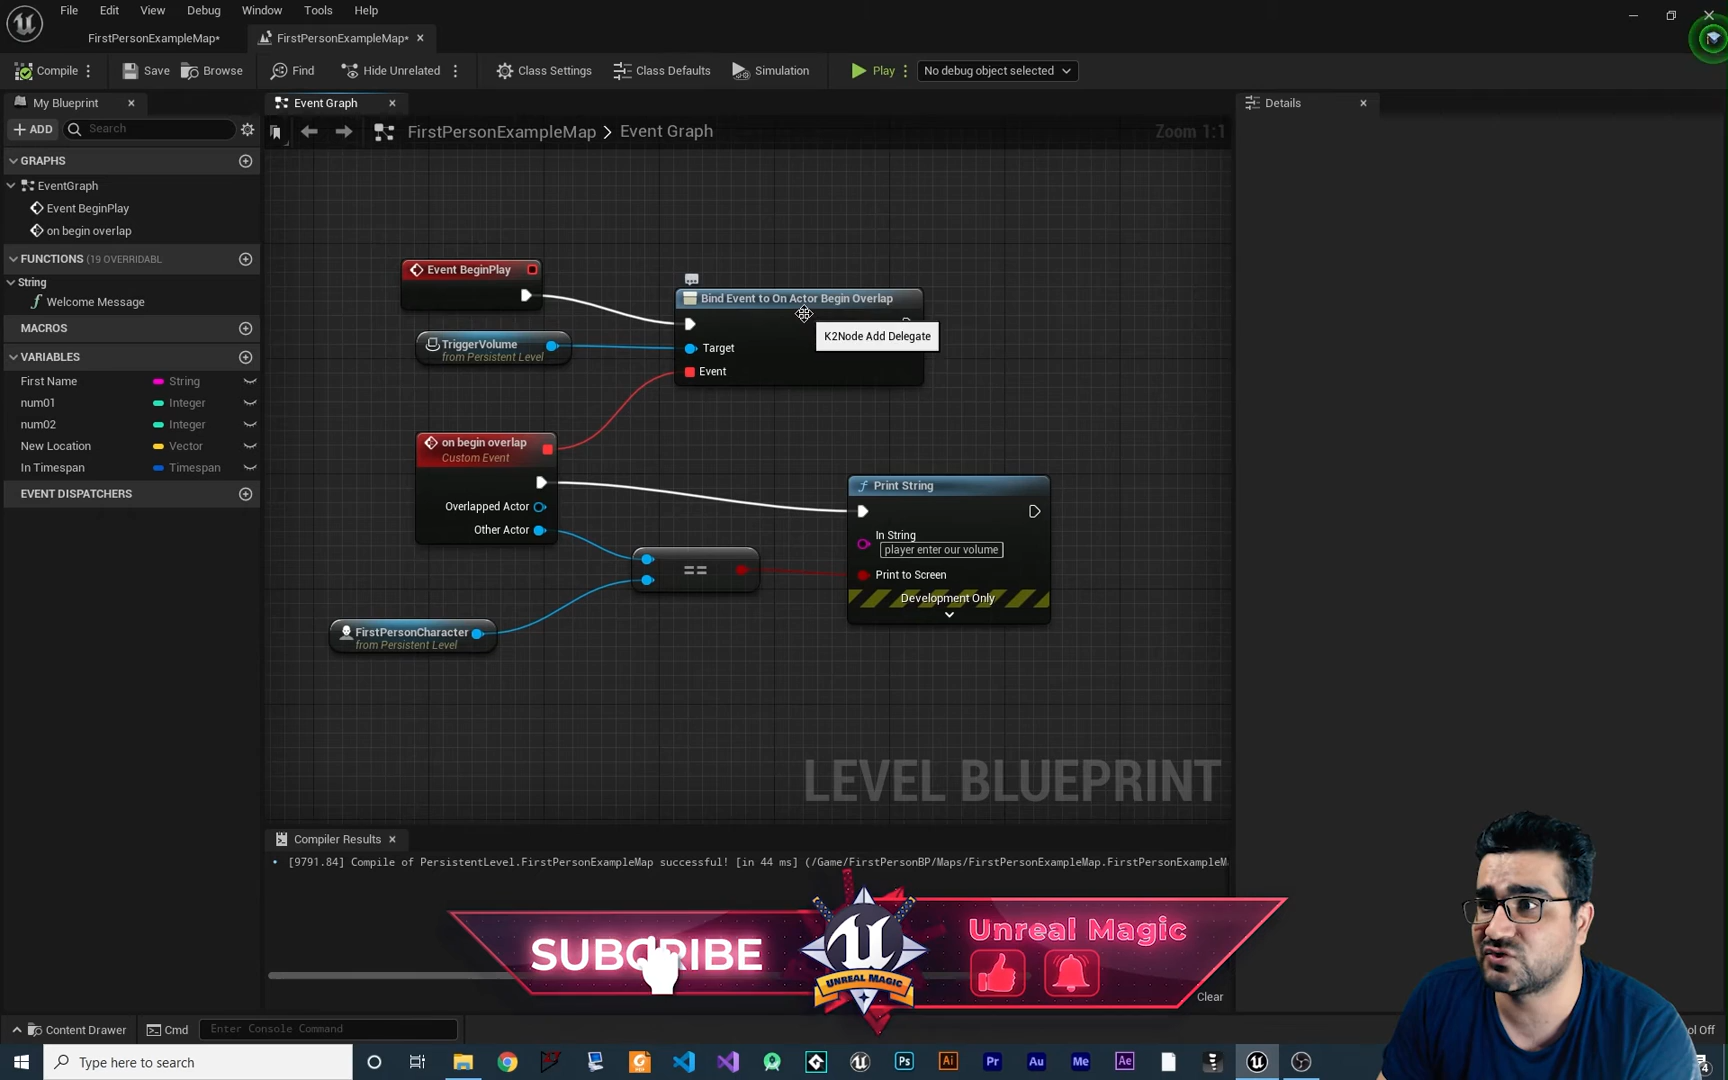 File Edit View Debug Window Tools Help
FirstPersonExampleMap* FirstPersonExampleMap*
Compile Save Browse Find Hide Unrelated Class Settings Class Defaults Simulation Play No debug object selected
My Blueprint Event Graph Details
ADD Search FirstPersonExampleMap > Event Graph Zoom 1:1
GRAPHS
EventGraph
Event BeginPlay
on begin overlap
FUNCTIONS (19 OVERRIDABL
String
Welcome Message
MACROS
VARIABLES
First Name String
num01 Integer
num02 Integer
New Location Vector
In Timespan Timespan
EVENT DISPATCHERS
Event BeginPlay
Bind Event to On Actor Begin Overlap
K2Node Add Delegate
TriggerVolume
from Persistent Level
Target
Event
on begin overlap
Custom Event
Overlapped Actor
Other Actor
==
Print String
In String
player enter our volume
Print to Screen
Development Only
FirstPersonCharacter
from Persistent Level
LEVEL BLUEPRINT
Compiler Results
[9791.84] Compile of PersistentLevel.FirstPersonExampleMap successful! [in 44 ms] (/Game/FirstPersonBP/Maps/FirstPersonExampleMap.FirstPersonExampleM
SUBSCRIBE
UNREAL MAGIC
Unreal Magic
Clear
Content Drawer Cmd Enter Console Command
Type here to search
Ps Ai Pr Au Me Ae